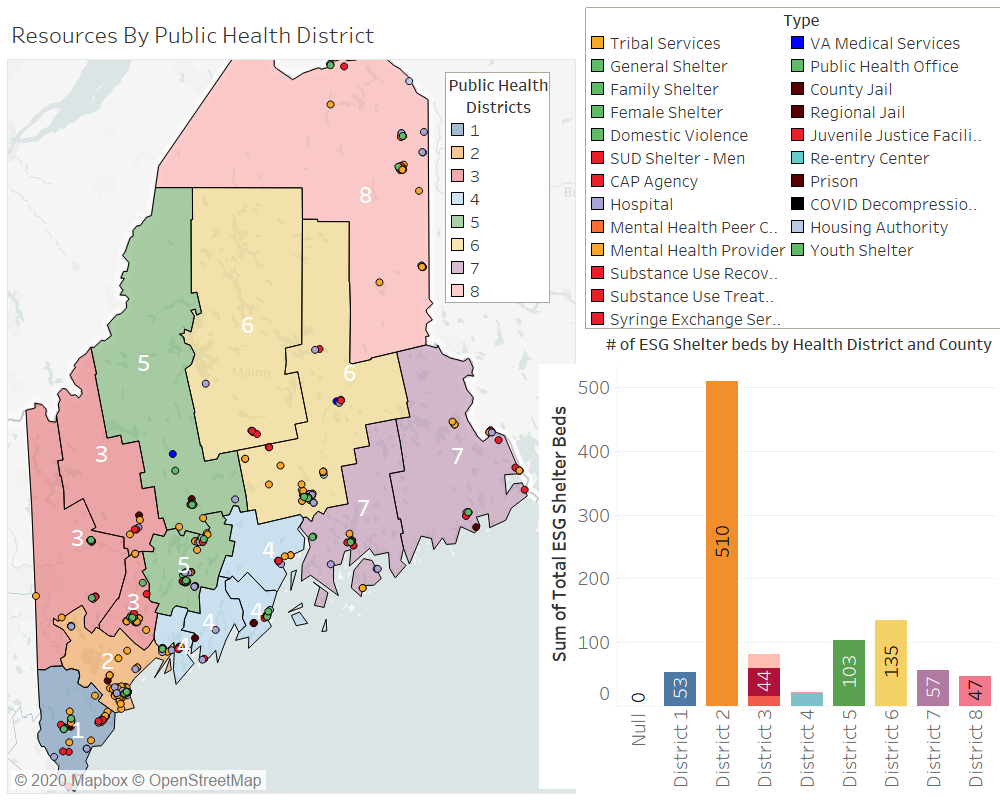 Resources By Public Health District
Public Health
Districts
1
2
3
4
5
6
7
8
8
6
5
6
3
7
7
3
4
5
3
4
4
4
2
1
Maine
© 2020 Mapbox © OpenStreetMap
Type
Tribal Services
General Shelter
Family Shelter
Female Shelter
Domestic Violence
SUD Shelter - Men
CAP Agency
Hospital
Mental Health Peer C..
Mental Health Provider
Substance Use Recov..
Substance Use Treat..
Syringe Exchange Ser..
VA Medical Services
Public Health Office
County Jail
Regional Jail
Juvenile Justice Facili..
Re-entry Center
Prison
COVID Decompressio..
Housing Authority
Youth Shelter
# of ESG Shelter beds by Health District and County
Sum of Total ESG Shelter Beds
500
400
300
200
100
0
0
53
510
44
103
135
57
47
Null
District 1
District 2
District 3
District 4
District 5
District 6
District 7
District 8